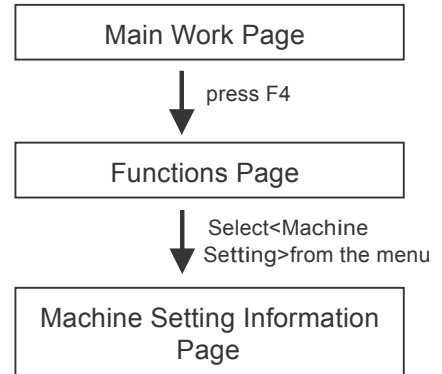 Main Work Page
press F4
Functions Page
Select<Machine
Setting>from the menu
Machine Setting Information
Page